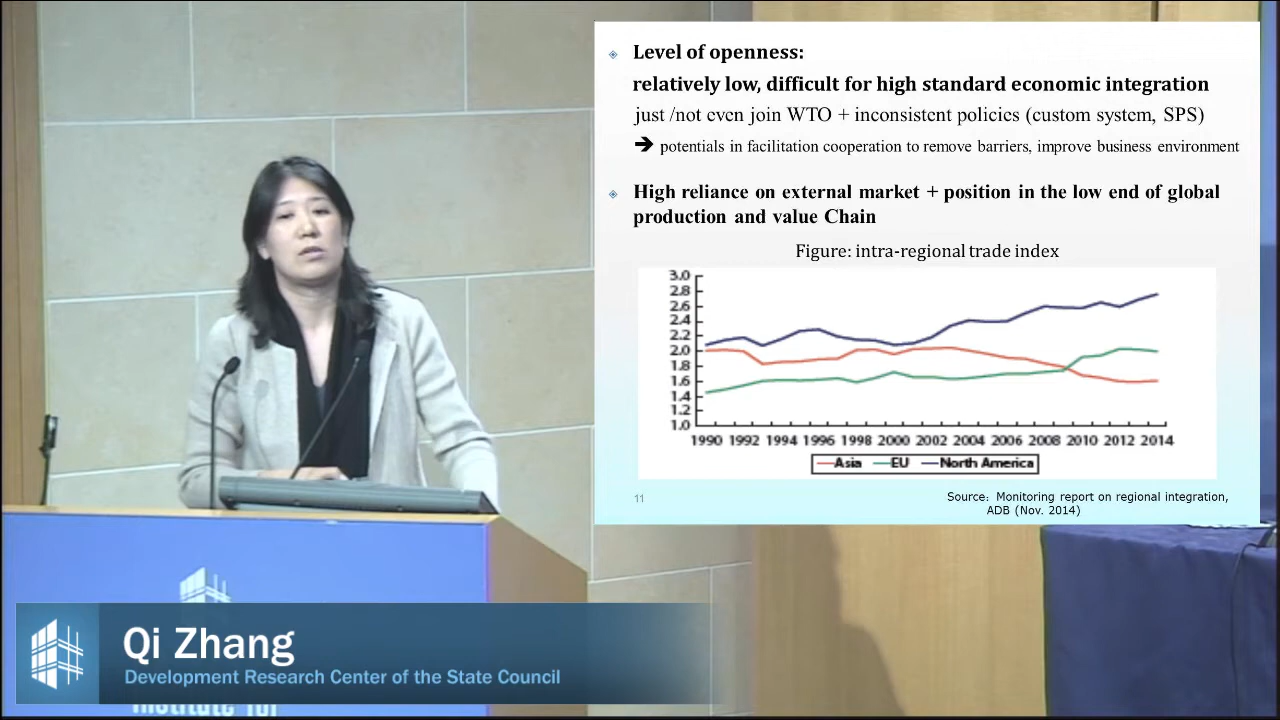 Level of openness:
relatively low, difficult for high standard economic integration
just /not even join WTO + inconsistent policies (custom system, SPS)
➔ potentials in facilitation cooperation to remove barriers, improve business environment
High reliance on external market + position in the low end of global
production and value Chain
Figure: intra-regional trade index
3.0
2.8
2.6
2.4
2.2
2.0
1.8
1.6
1.4
1.2
1.0
1990 1992 1994 1996 1998 2000 2002 2004 2006 2008 2010 2012 2014
Asia EU North America
11
Source: Monitoring report on regional integration,
ADB (Nov. 2014)
Qi Zhang
Development Research Center of the State Council
Institute for